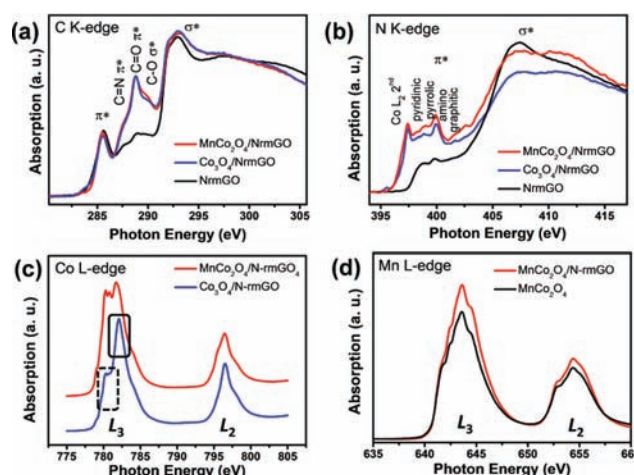 (a) C K-edge
C=N π*
C=O π*
C-O σ*
σ*
π*
MnCo₂O₄/NrmGO
Co₃O₄/NrmGO
NrmGO
Absorption (a. u.)
285 290 295 300 305
Photon Energy (eV)
(b) N K-edge
σ*
π*
Co L₂ 2nd
pyridinic
pyrrolic
amino
graphitic
MnCo₂O₄/NrmGO
Co₃O₄/NrmGO
NrmGO
Absorption (a. u.)
395 400 405 410 415
Photon Energy (eV)
(c) Co L-edge
MnCo₂O₄/N-rmGO₄
Co₃O₄/N-rmGO
L₃
L₂
Absorption (a. u.)
775 780 785 790 795 800 805
Photon Energy (eV)
(d) Mn L-edge
MnCo₂O₄/N-rmGO
MnCo₂O₄
L₃
L₂
Absorption (a. u.)
635 640 645 650 655 66
Photon Energy (eV)